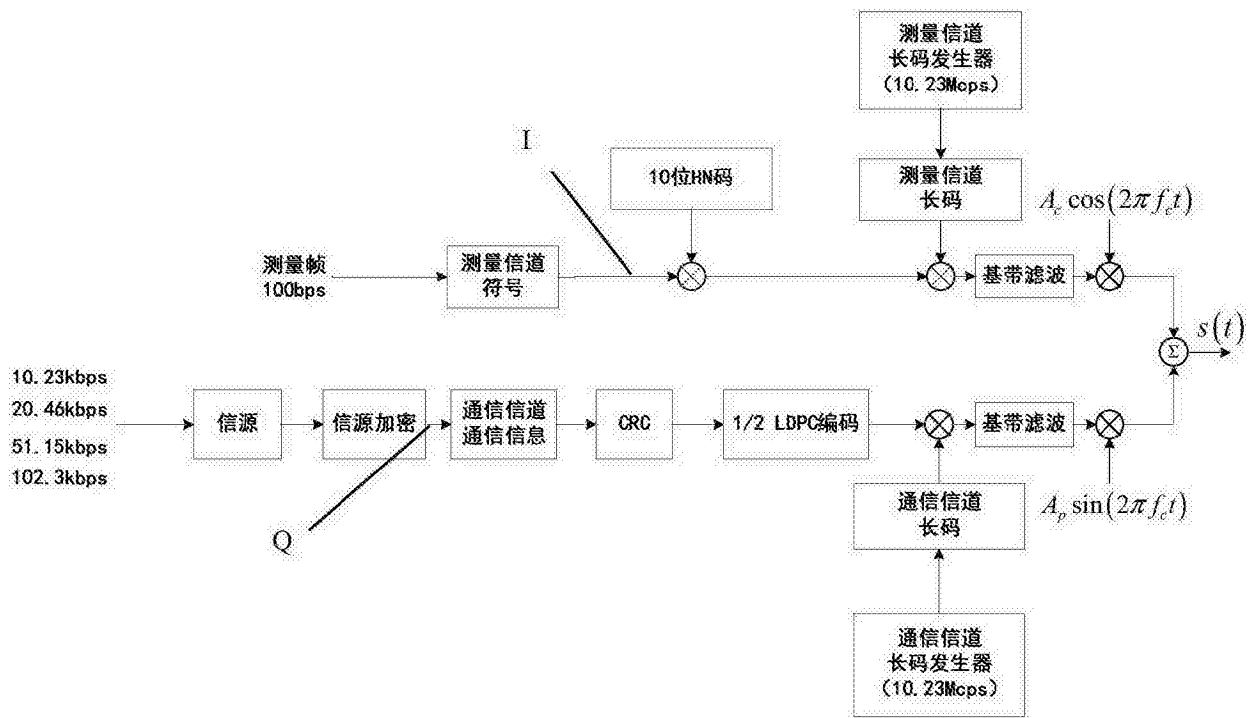 测量信道
长码发生器
(10.23Mcps)
I
10位HN码
测量信道
长码
A_c cos(2π f_c t)
测量帧
100bps
测量信道
符号
基带滤波
s(t)
Σ
10.23kbps
20.46kbps
51.15kbps
102.3kbps
信源
信源加密
通信信道
通信信息
CRC
1/2 LDPC编码
基带滤波
Q
通信信道
长码
A_p sin(2π f_c t)
通信信道
长码发生器
(10.23Mcps)